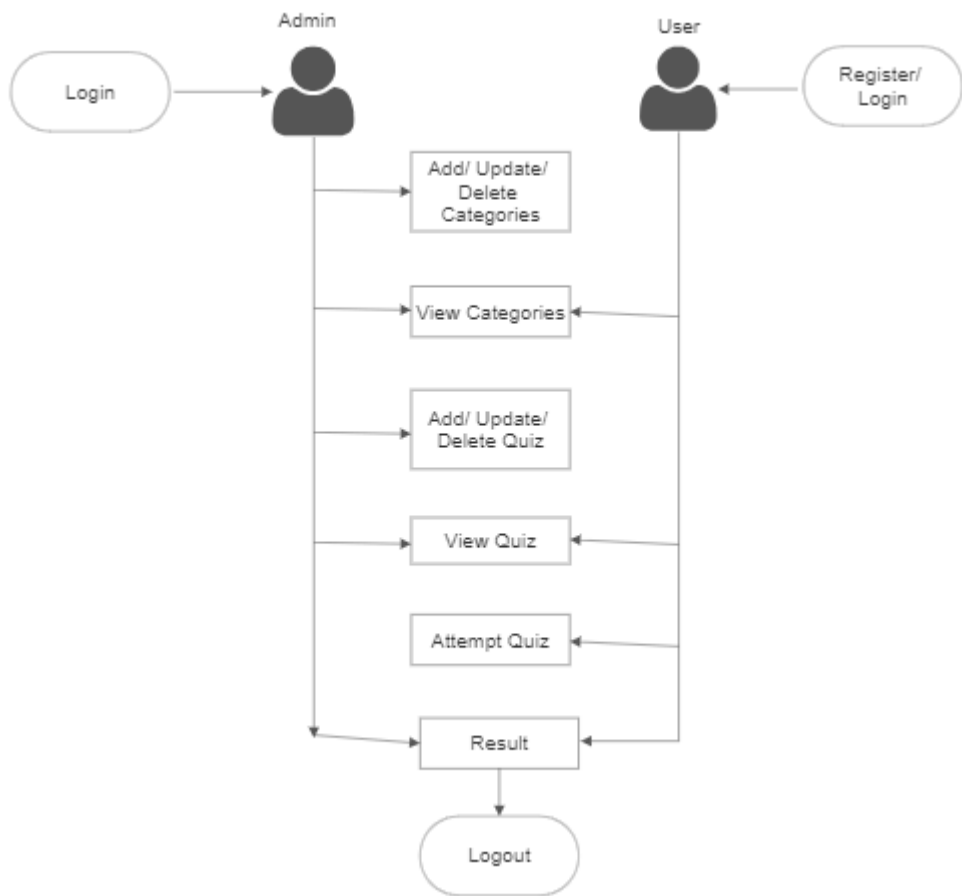 Admin
User
Login
Register/
Login
Add/ Update/
Delete
Categories
View Categories
Add/ Update/
Delete Quiz
View Quiz
Attempt Quiz
Result
Logout